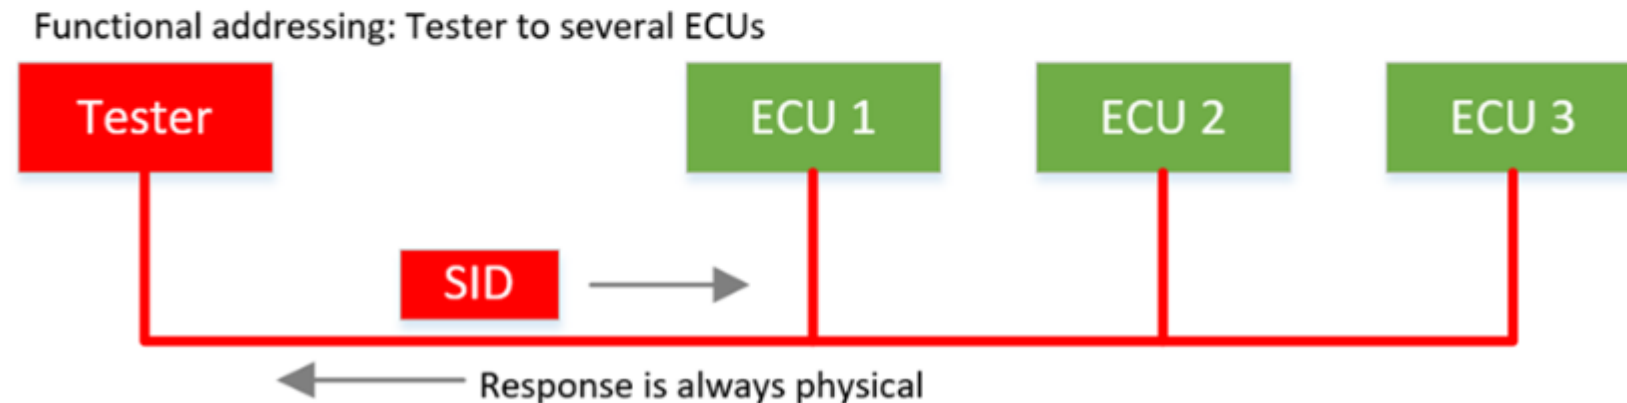 Functional addressing: Tester to several ECUs
Tester
ECU 1
ECU 2
ECU 3
SID
Response is always physical